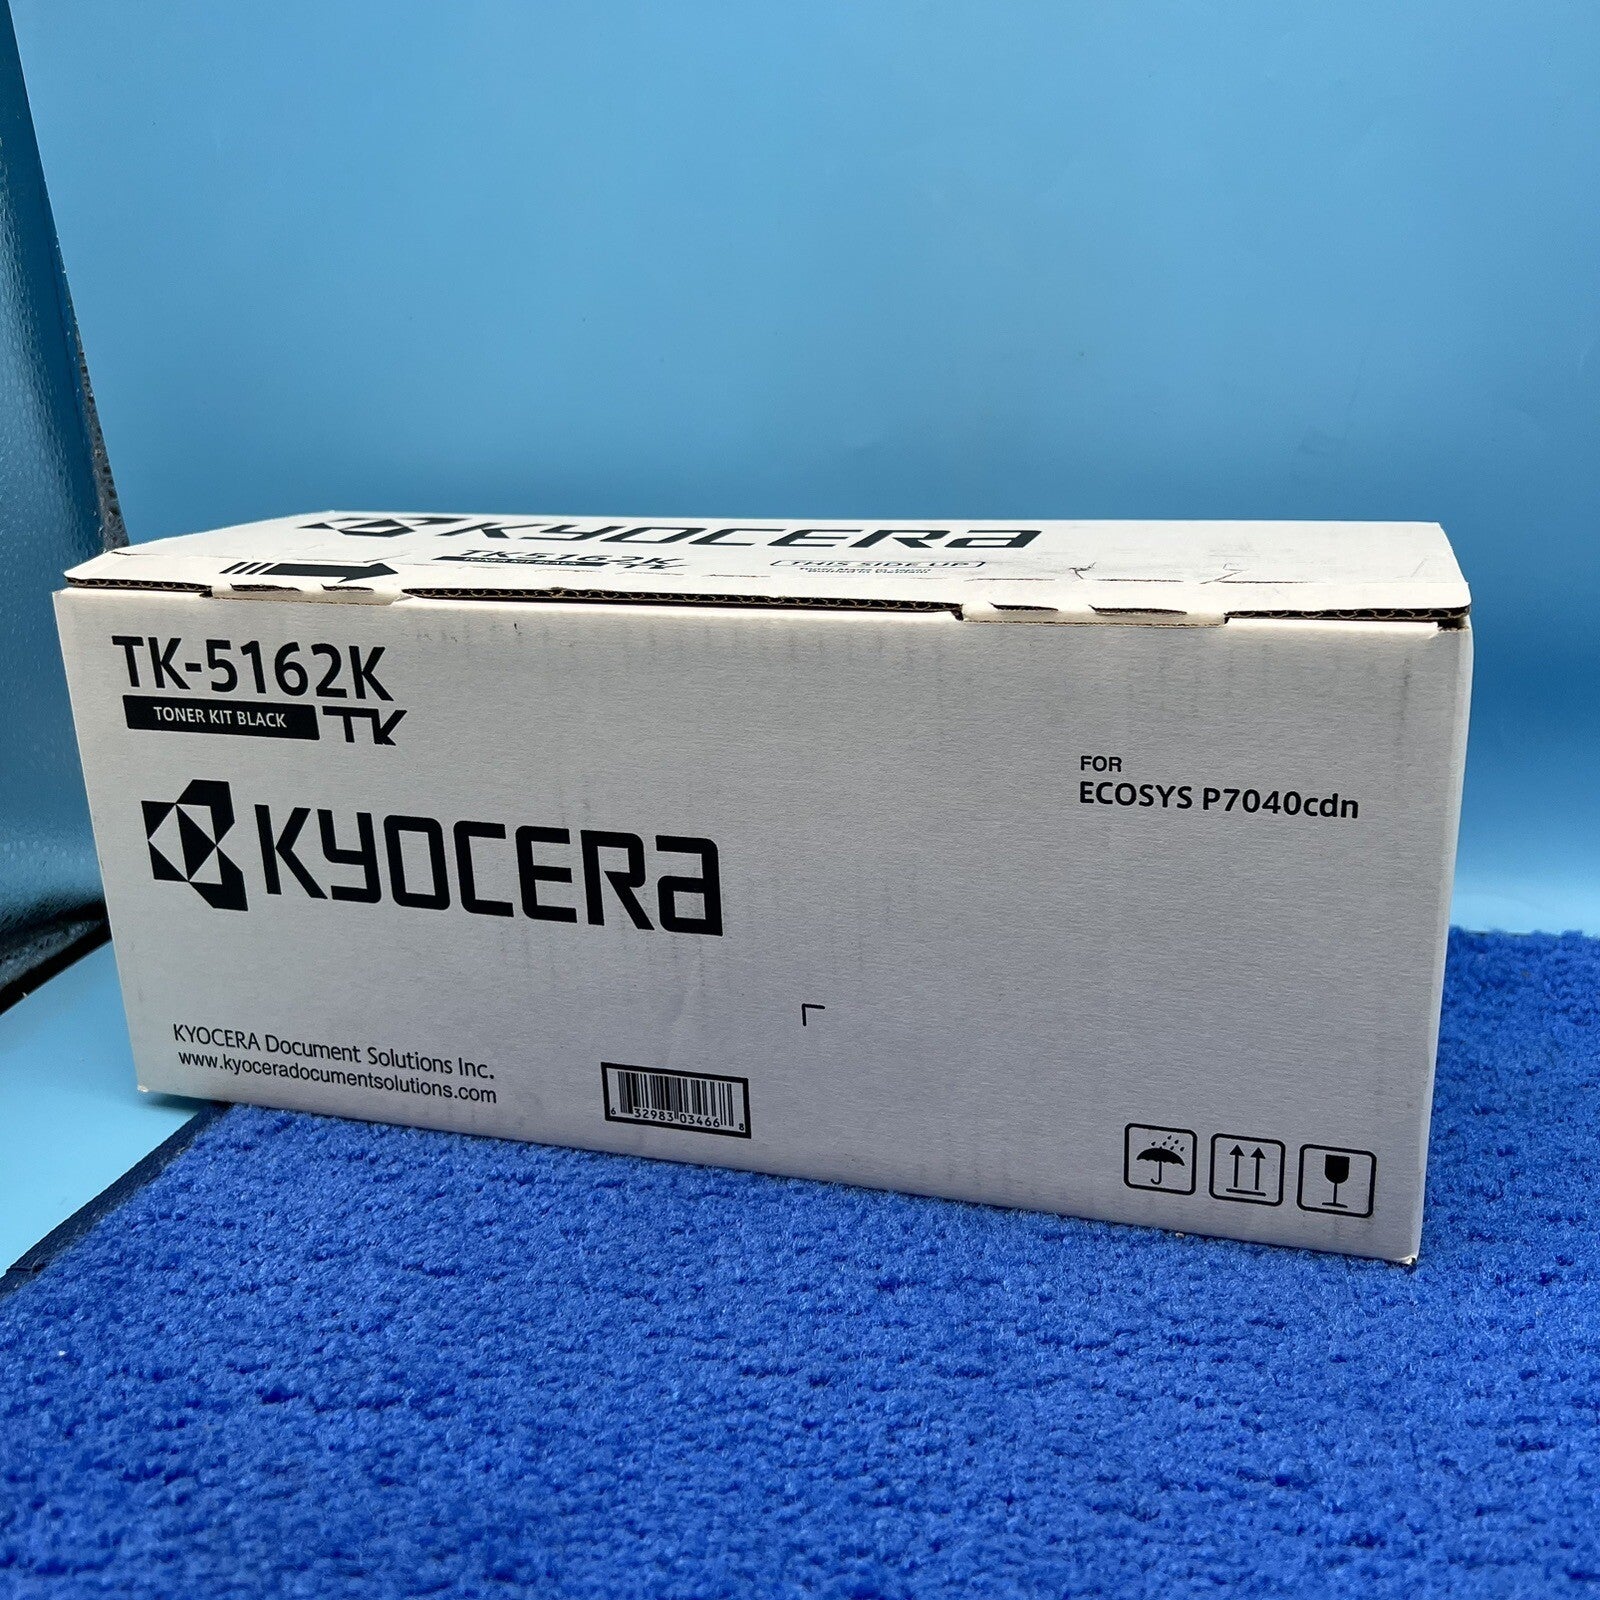 KYOCERA
TK-5162K
THIS SIDE UP
TK-5162K
TONER KIT BLACK TK
KYOCERA
FOR
ECOSYS P7040cdn
KYOCERA Document Solutions Inc.
www.kyoceradocumentsolutions.com
6 32983 03466 8